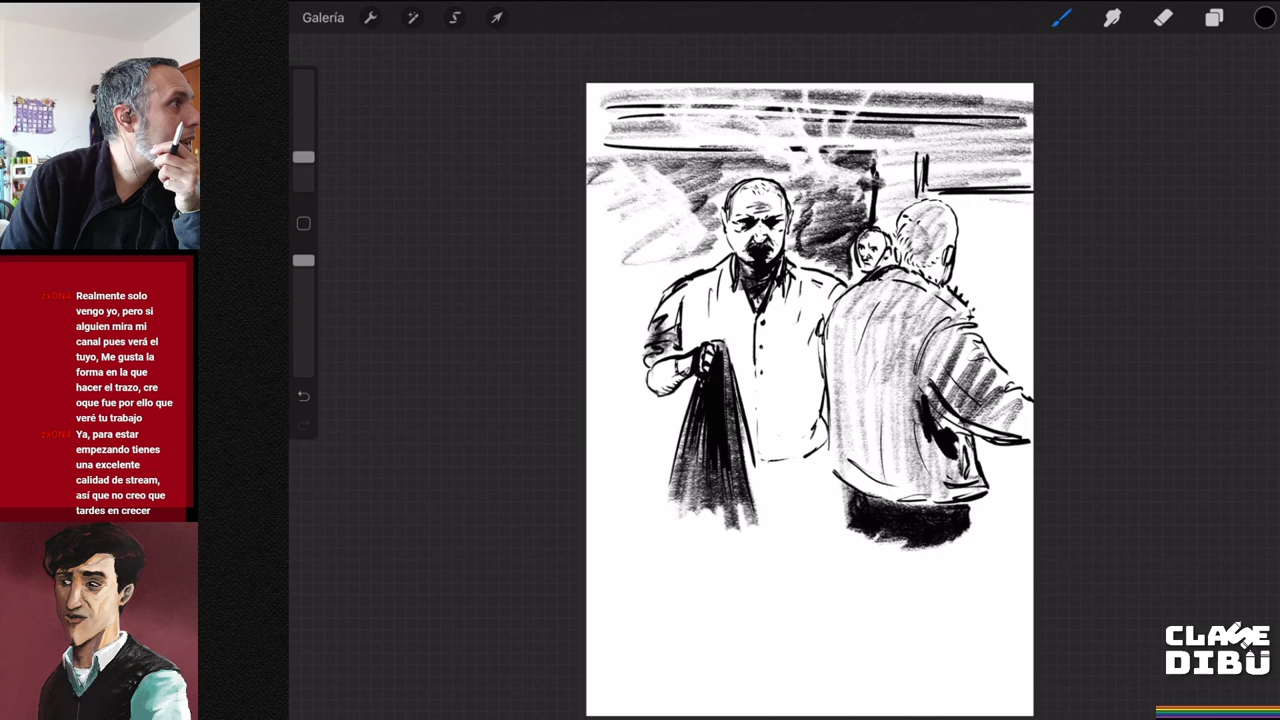 Galería
zxON4 Realmente solo
vengo yo, pero si
alguien mira mi
canal pues verá el
tuyo, Me gusta la
forma en la que
hacer el trazo, cre
oque fue por ello que
veré tu trabajo
zxON4 Ya, para estar
empezando tienes
una excelente
calidad de stream,
así que no creo que
tardes en crecer
CLASE
DIBU